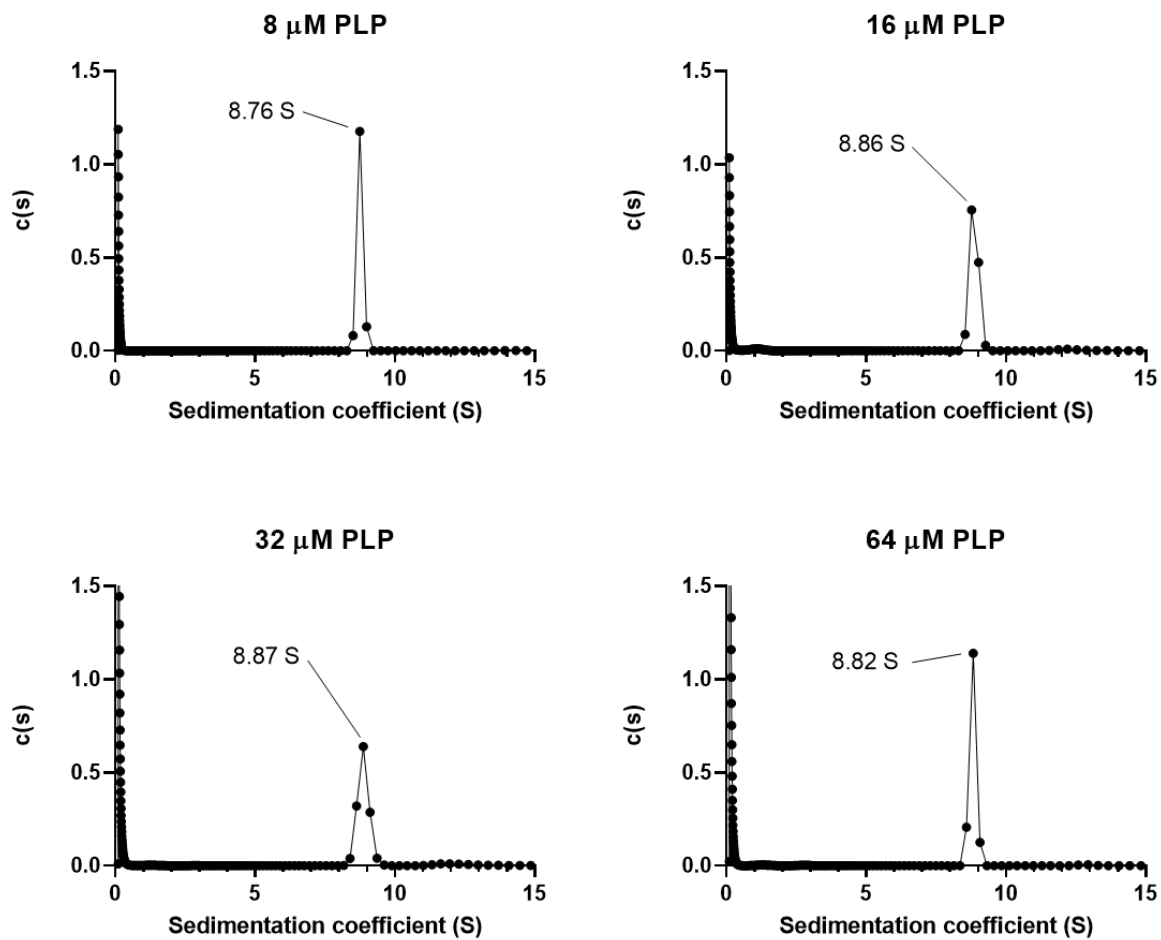 8 μM PLP
1.5
8.76 S
1.0
c(s)
0.5
0.0
0 5 10 15
Sedimentation coefficient (S)
16 μM PLP
1.5
8.86 S
1.0
c(s)
0.5
0.0
0 5 10 15
Sedimentation coefficient (S)
32 μM PLP
1.5
8.87 S
1.0
c(s)
0.5
0.0
0 5 10 15
Sedimentation coefficient (S)
64 μM PLP
1.5
8.82 S
1.0
c(s)
0.5
0.0
0 5 10 15
Sedimentation coefficient (S)